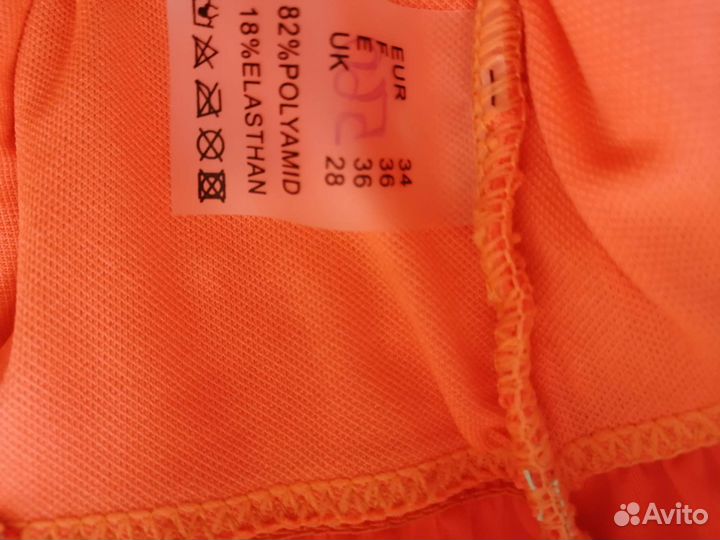 EUR 34
F 36
E 36
UK 28
82%POLYAMID
18%ELASTHAN
Avito